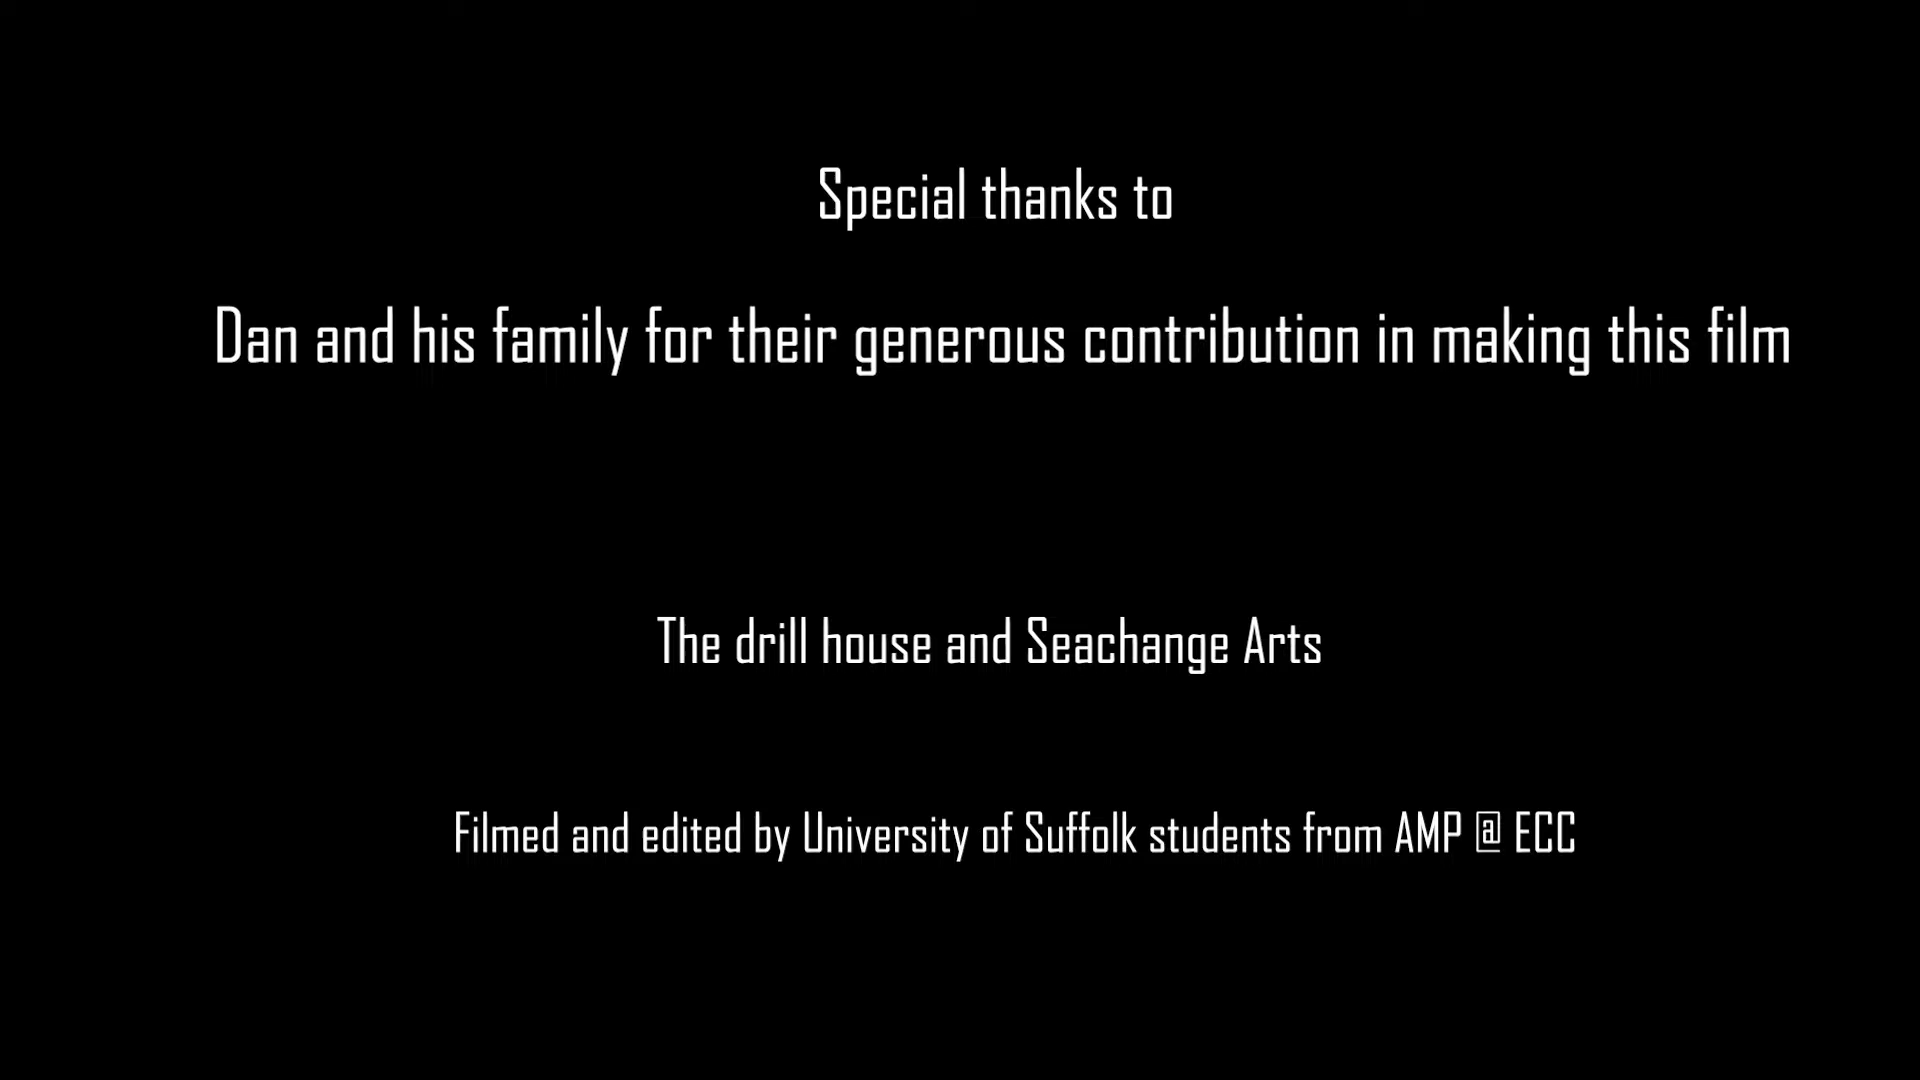 Special thanks to
Dan and his family for their generous contribution in making this film
The drill house and Seachange Arts
Filmed and edited by University of Suffolk students from AMP @ ECC